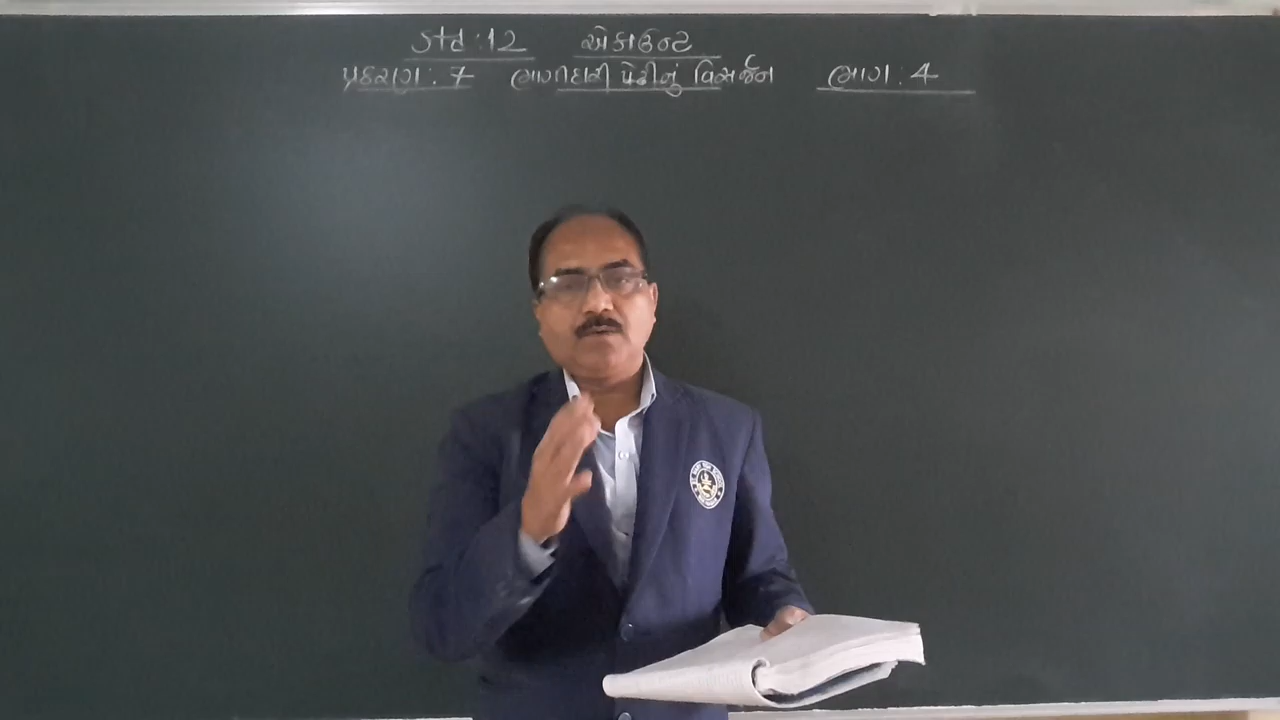 Std : 12 એકાઉન્ટ
પ્રકરણ : 7 ભાગીદારી પેઢીનું વિસર્જન ભાગ : 4